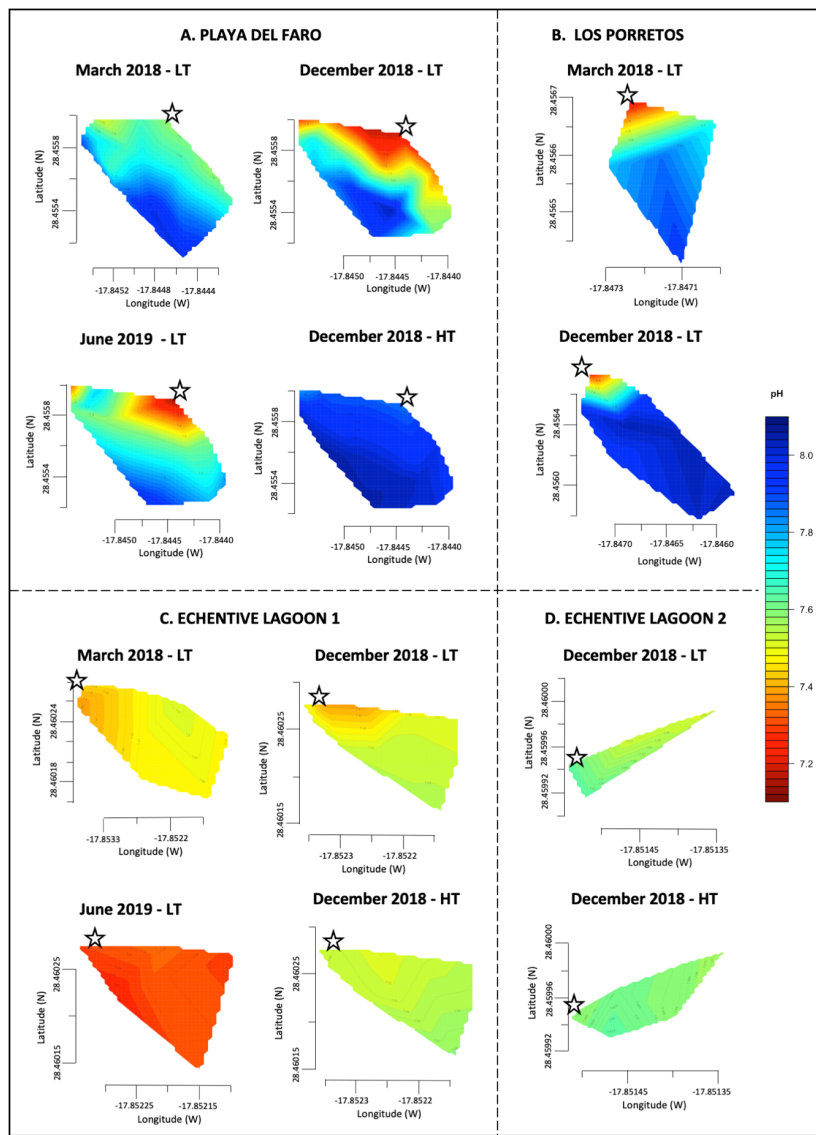 A. PLAYA DEL FARO
March 2018 - LT
Latitude (N)
28.4558
28.4554
-17.8452
-17.8448
-17.8444
Longitude (W)
December 2018 - LT
Latitude (N)
28.4558
28.4554
-17.8450
-17.8445
-17.8440
Longitude (W)
June 2019 - LT
Latitude (N)
28.4558
28.4554
-17.8450
-17.8445
-17.8440
Longitude (W)
December 2018 - HT
Latitude (N)
28.4558
28.4554
-17.8450
-17.8445
-17.8440
Longitude (W)
B. LOS PORRETOS
March 2018 - LT
Latitude (N)
28.4567
28.4566
28.4565
-17.8473
-17.8471
Longitude (W)
December 2018 - LT
Latitude (N)
28.4564
28.4560
-17.8470
-17.8465
-17.8460
Longitude (W)
pH
8.0
7.8
7.6
7.4
7.2
C. ECHENTIVE LAGOON 1
March 2018 - LT
Latitude (N)
28.46024
28.46018
-17.8533
-17.8522
Longitude (W)
December 2018 - LT
Latitude (N)
28.46025
28.46015
-17.8523
-17.8522
Longitude (W)
June 2019 - LT
Latitude (N)
28.46025
28.46015
-17.85225
-17.85215
Longitude (W)
December 2018 - HT
Latitude (N)
28.46025
28.46015
-17.8523
-17.8522
Longitude (W)
D. ECHENTIVE LAGOON 2
December 2018 - LT
Latitude (N)
28.46000
28.45996
28.45992
-17.85145
-17.85135
Longitude (W)
December 2018 - HT
Latitude (N)
28.46000
28.45996
28.45992
-17.85145
-17.85135
Longitude (W)